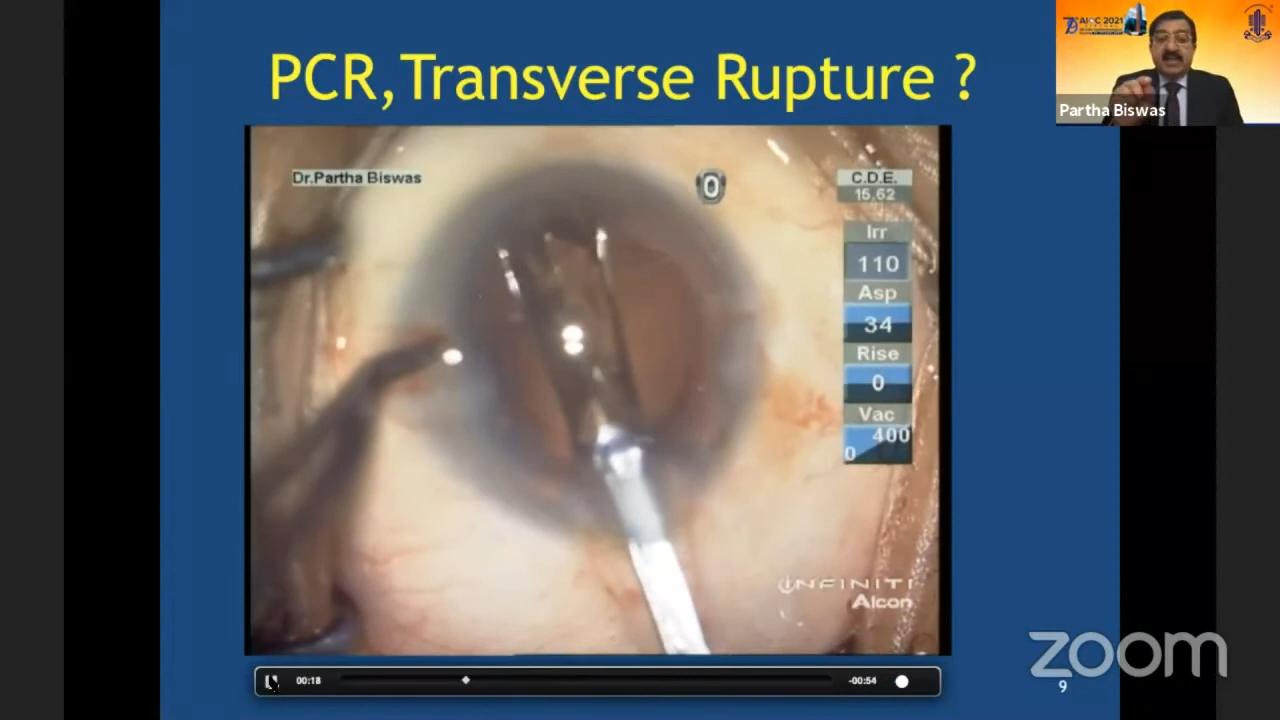 PCR,Transverse Rupture ?
AIOC 2021
Partha Biswas
Dr.Partha Biswas
0
C.D.E.
15.62
Irr
110
Asp
34
Rise
0
Vac
400
0
INFINITI
Alcon
zoom
00:18
-00:54
9